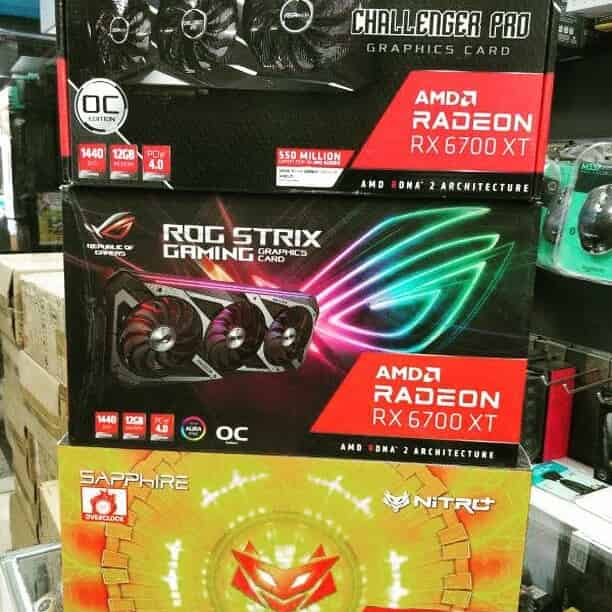 CHALLENGER PRO
GRAPHICS CARD
OC
EDITION
AMD
RADEON
RX 6700 XT
1440
12GB
PCIe
4.0
550 MILLION
AMD RDNA 2 ARCHITECTURE
REPUBLIC OF
GAMERS
ROG STRIX
GAMING GRAPHICS CARD
AMD
RADEON
RX 6700 XT
1440
12GB
PCIe
4.0
AURA
OC
AMD RDNA 2 ARCHITECTURE
SAPPHIRE
OVERCLOCK
NITRO+